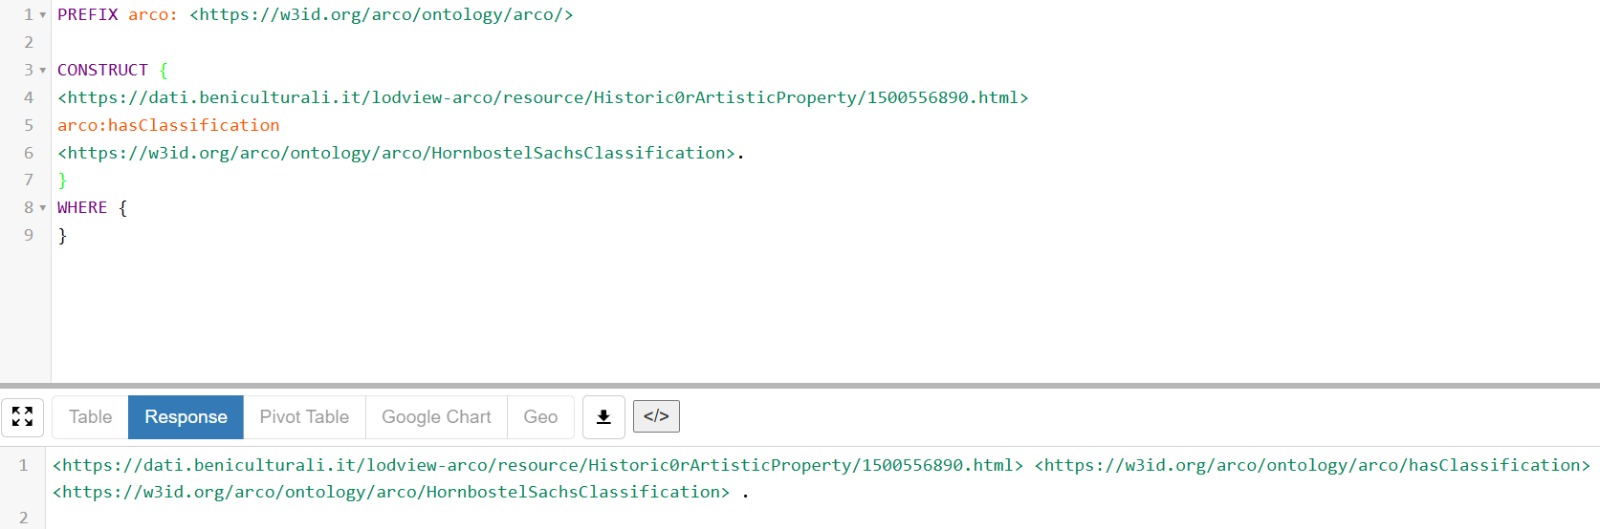 1 PREFIX arco: <https://w3id.org/arco/ontology/arco/>
2
3 CONSTRUCT {
4 <https://dati.beniculturali.it/lodview-arco/resource/Historic0rArtisticProperty/1500556890.html>
5 arco:hasClassification
6 <https://w3id.org/arco/ontology/arco/HornbostelSachsClassification>.
7 }
8 WHERE {
9 }
Table Response Pivot Table Google Chart Geo </>
1 <https://dati.beniculturali.it/lodview-arco/resource/Historic0rArtisticProperty/1500556890.html> <https://w3id.org/arco/ontology/arco/hasClassification>
<https://w3id.org/arco/ontology/arco/HornbostelSachsClassification> .
2